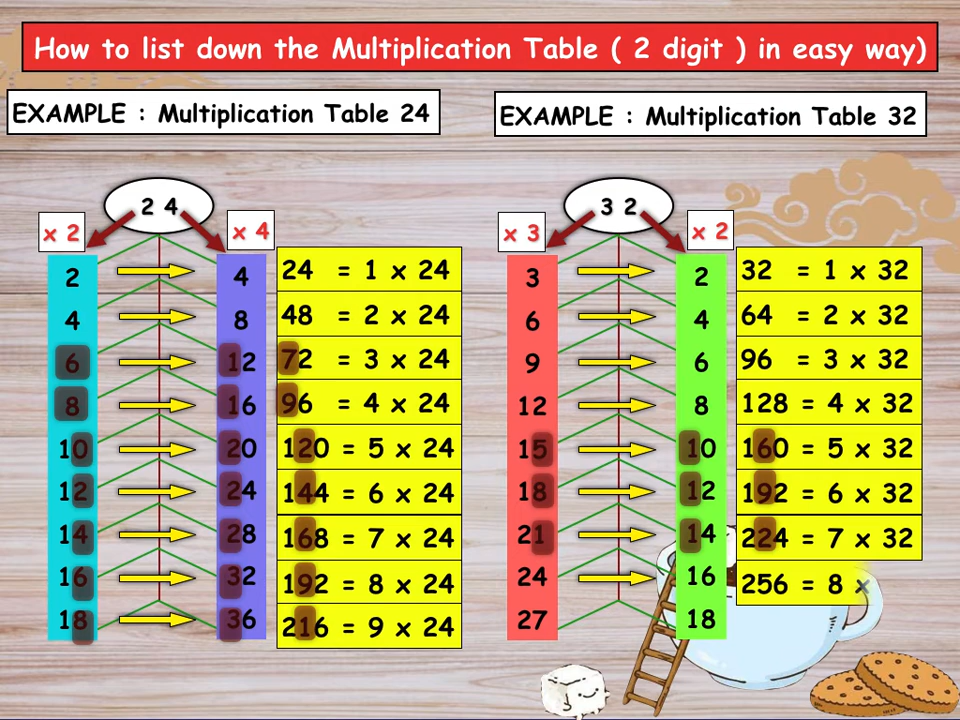 How to list down the Multiplication Table ( 2 digit ) in easy way)
EXAMPLE : Multiplication Table 24
2 4
x 2
x 4
2 4 24 = 1 x 24
4 8 48 = 2 x 24
6 12 72 = 3 x 24
8 16 96 = 4 x 24
10 20 120 = 5 x 24
12 24 144 = 6 x 24
14 28 168 = 7 x 24
16 32 192 = 8 x 24
18 36 216 = 9 x 24
EXAMPLE : Multiplication Table 32
3 2
x 3
x 2
3 2 32 = 1 x 32
6 4 64 = 2 x 32
9 6 96 = 3 x 32
12 8 128 = 4 x 32
15 10 160 = 5 x 32
18 12 192 = 6 x 32
21 14 224 = 7 x 32
24 16 256 = 8 x
27 18